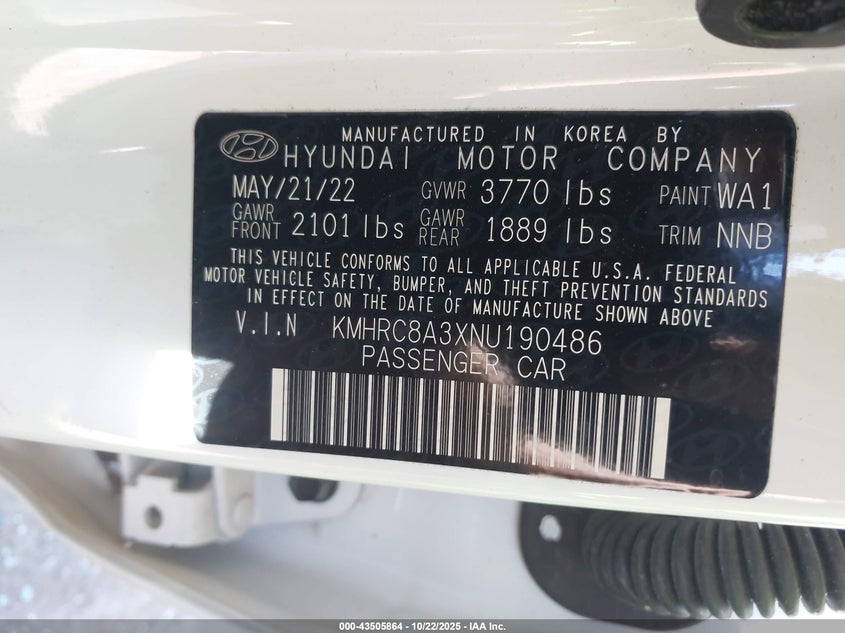 MANUFACTURED IN KOREA BY
HYUNDAI MOTOR COMPANY
MAY/21/22 GVWR 3770 lbs PAINT WA1
GAWR FRONT 2101 lbs GAWR REAR 1889 lbs TRIM NNB
THIS VEHICLE CONFORMS TO ALL APPLICABLE U.S.A. FEDERAL
MOTOR VEHICLE SAFETY, BUMPER, AND THEFT PREVENTION STANDARDS
IN EFFECT ON THE DATE OF MANUFACTURE SHOWN ABOVE
V.I.N KMHRC8A3XNU190486
PASSENGER CAR
000-43505864 - 10/22/2025 - IAA Inc.